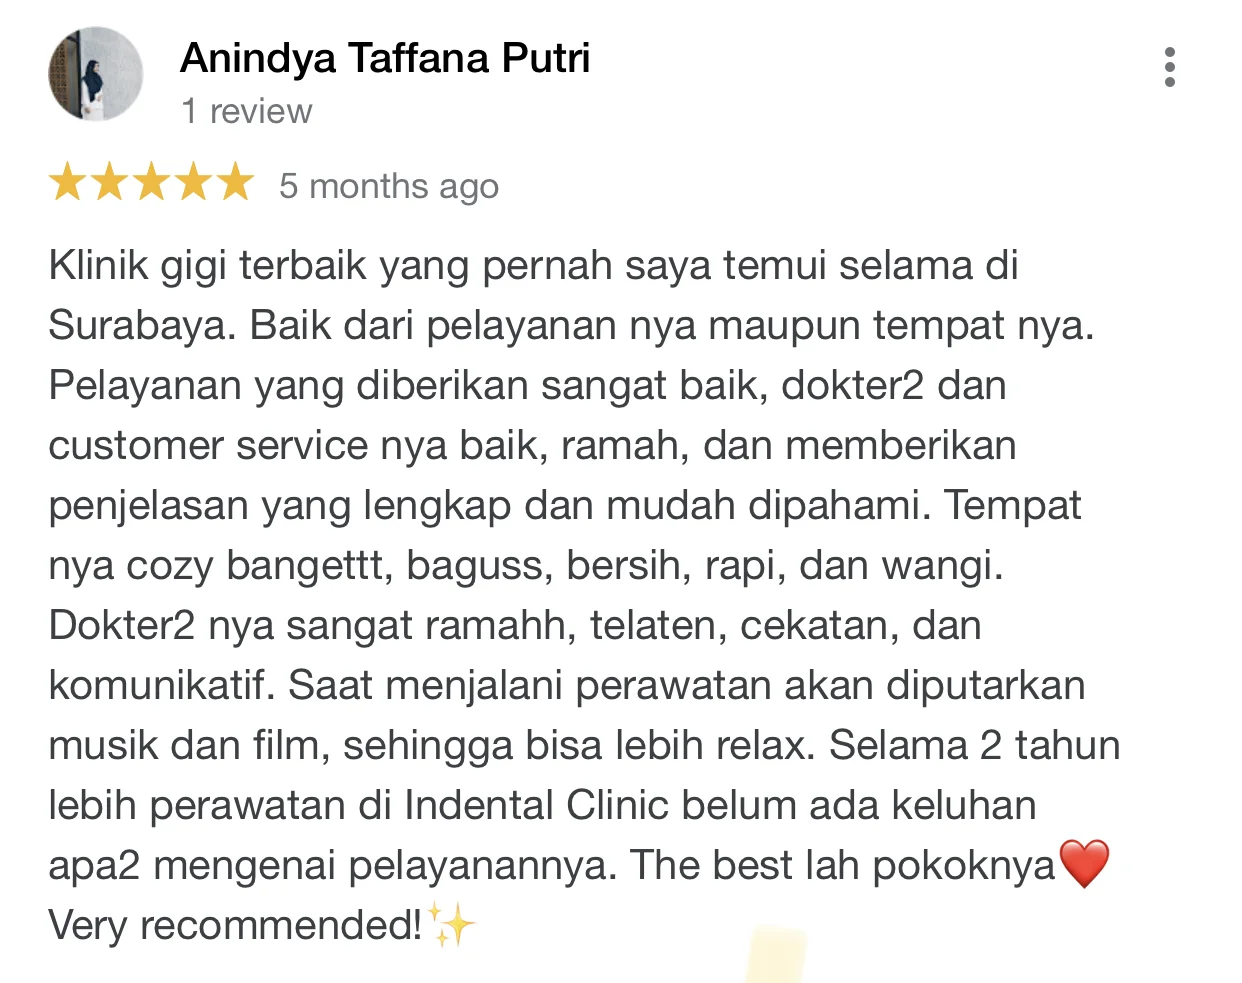 Anindya Taffana Putri
1 review
5 months ago
Klinik gigi terbaik yang pernah saya temui selama di
Surabaya. Baik dari pelayanan nya maupun tempat nya.
Pelayanan yang diberikan sangat baik, dokter2 dan
customer service nya baik, ramah, dan memberikan
penjelasan yang lengkap dan mudah dipahami. Tempat
nya cozy bangettt, baguss, bersih, rapi, dan wangi.
Dokter2 nya sangat ramahh, telaten, cekatan, dan
komunikatif. Saat menjalani perawatan akan diputarkan
musik dan film, sehingga bisa lebih relax. Selama 2 tahun
lebih perawatan di Indental Clinic belum ada keluhan
apa2 mengenai pelayanannya. The best lah pokoknya❤️
Very recommended!✨